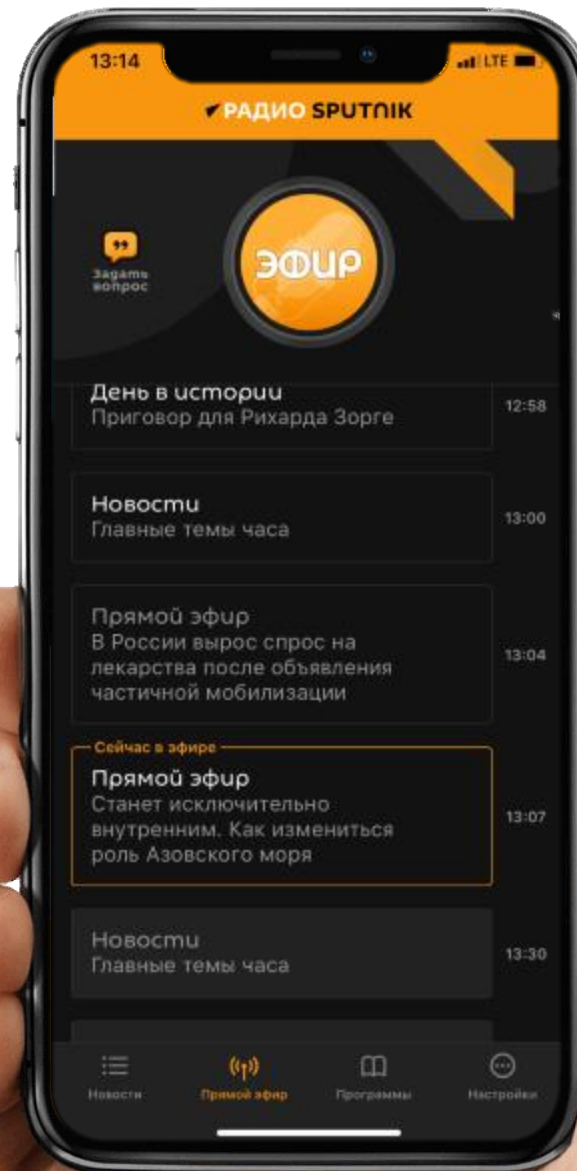 13:14
LTE
РАДИО SPUTNIK
Задать
вопрос
ЭФИР
День в истории
Приговор для Рихарда Зорге
12:58
Новости
Главные темы часа
13:00
Прямой эфир
В России вырос спрос на
лекарства после объявления
частичной мобилизации
13:04
Сейчас в эфире
Прямой эфир
Станет исключительно
внутренним. Как измениться
роль Азовского моря
13:07
Новости
Главные темы часа
13:30
Новости
Прямой эфир
Программы
Настройки